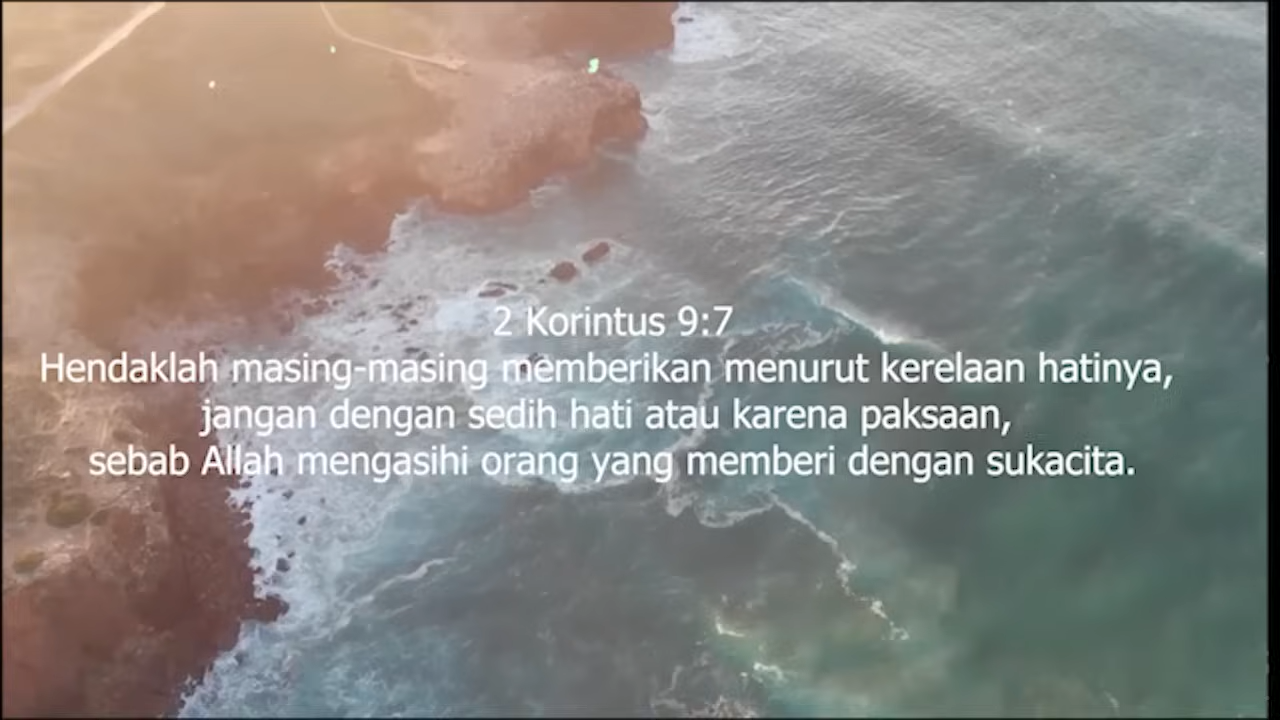 2 Korintus 9:7
Hendaklah masing-masing memberikan menurut kerelaan hatinya,
jangan dengan sedih hati atau karena paksaan,
sebab Allah mengasihi orang yang memberi dengan sukacita.